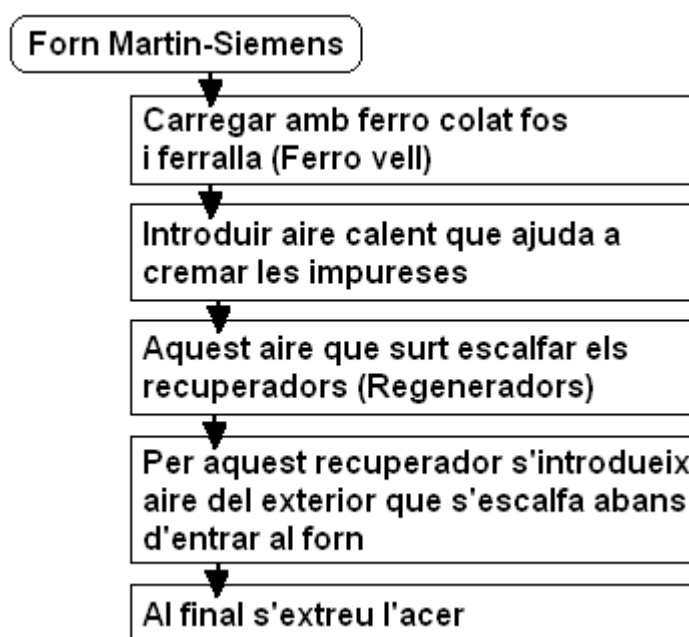 Forn Martin-Siemens
Carregar amb ferro colat fos
i ferralla (Ferro vell)
Introduir aire calent que ajuda a
cremar les impureses
Aquest aire que surt escalfar els
recuperadors (Regeneradors)
Per aquest recuperador s'introdueix
aire del exterior que s'escalfa abans
d'entrar al forn
Al final s'extreu l'acer